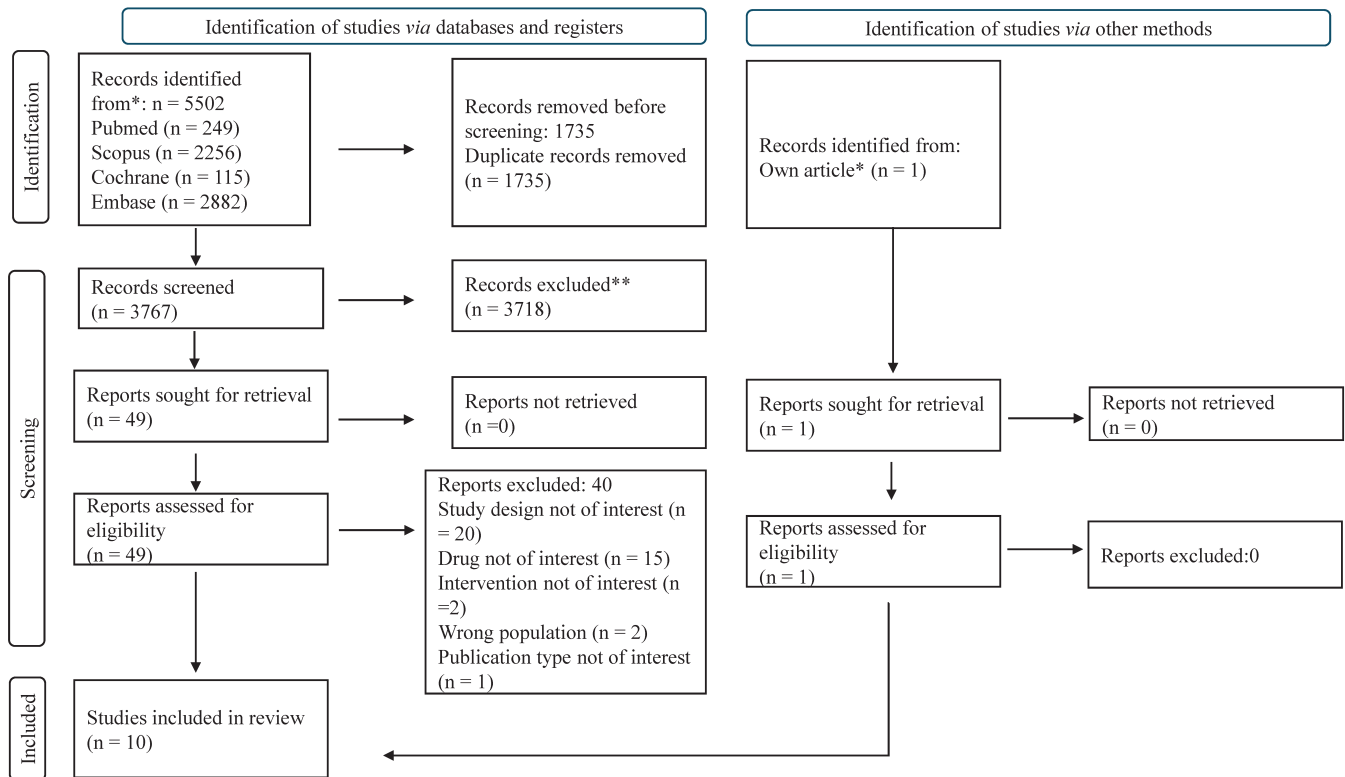 Identification of studies via databases and registers
Identification of studies via other methods
Identification
Records identified
from*: n = 5502
Pubmed (n = 249)
Scopus (n = 2256)
Cochrane (n = 115)
Embase (n = 2882)
Records removed before
screening: 1735
Duplicate records removed
(n = 1735)
Records identified from:
Own article* (n = 1)
Screening
Records screened
(n = 3767)
Records excluded**
(n = 3718)
Reports sought for retrieval
(n = 49)
Reports not retrieved
(n =0)
Reports sought for retrieval
(n = 1)
Reports not retrieved
(n = 0)
Reports assessed for
eligibility
(n = 49)
Reports excluded: 40
Study design not of interest (n
= 20)
Drug not of interest (n = 15)
Intervention not of interest (n
=2)
Wrong population (n = 2)
Publication type not of interest
(n = 1)
Reports assessed for
eligibility
(n = 1)
Reports excluded:0
Included
Studies included in review
(n = 10)